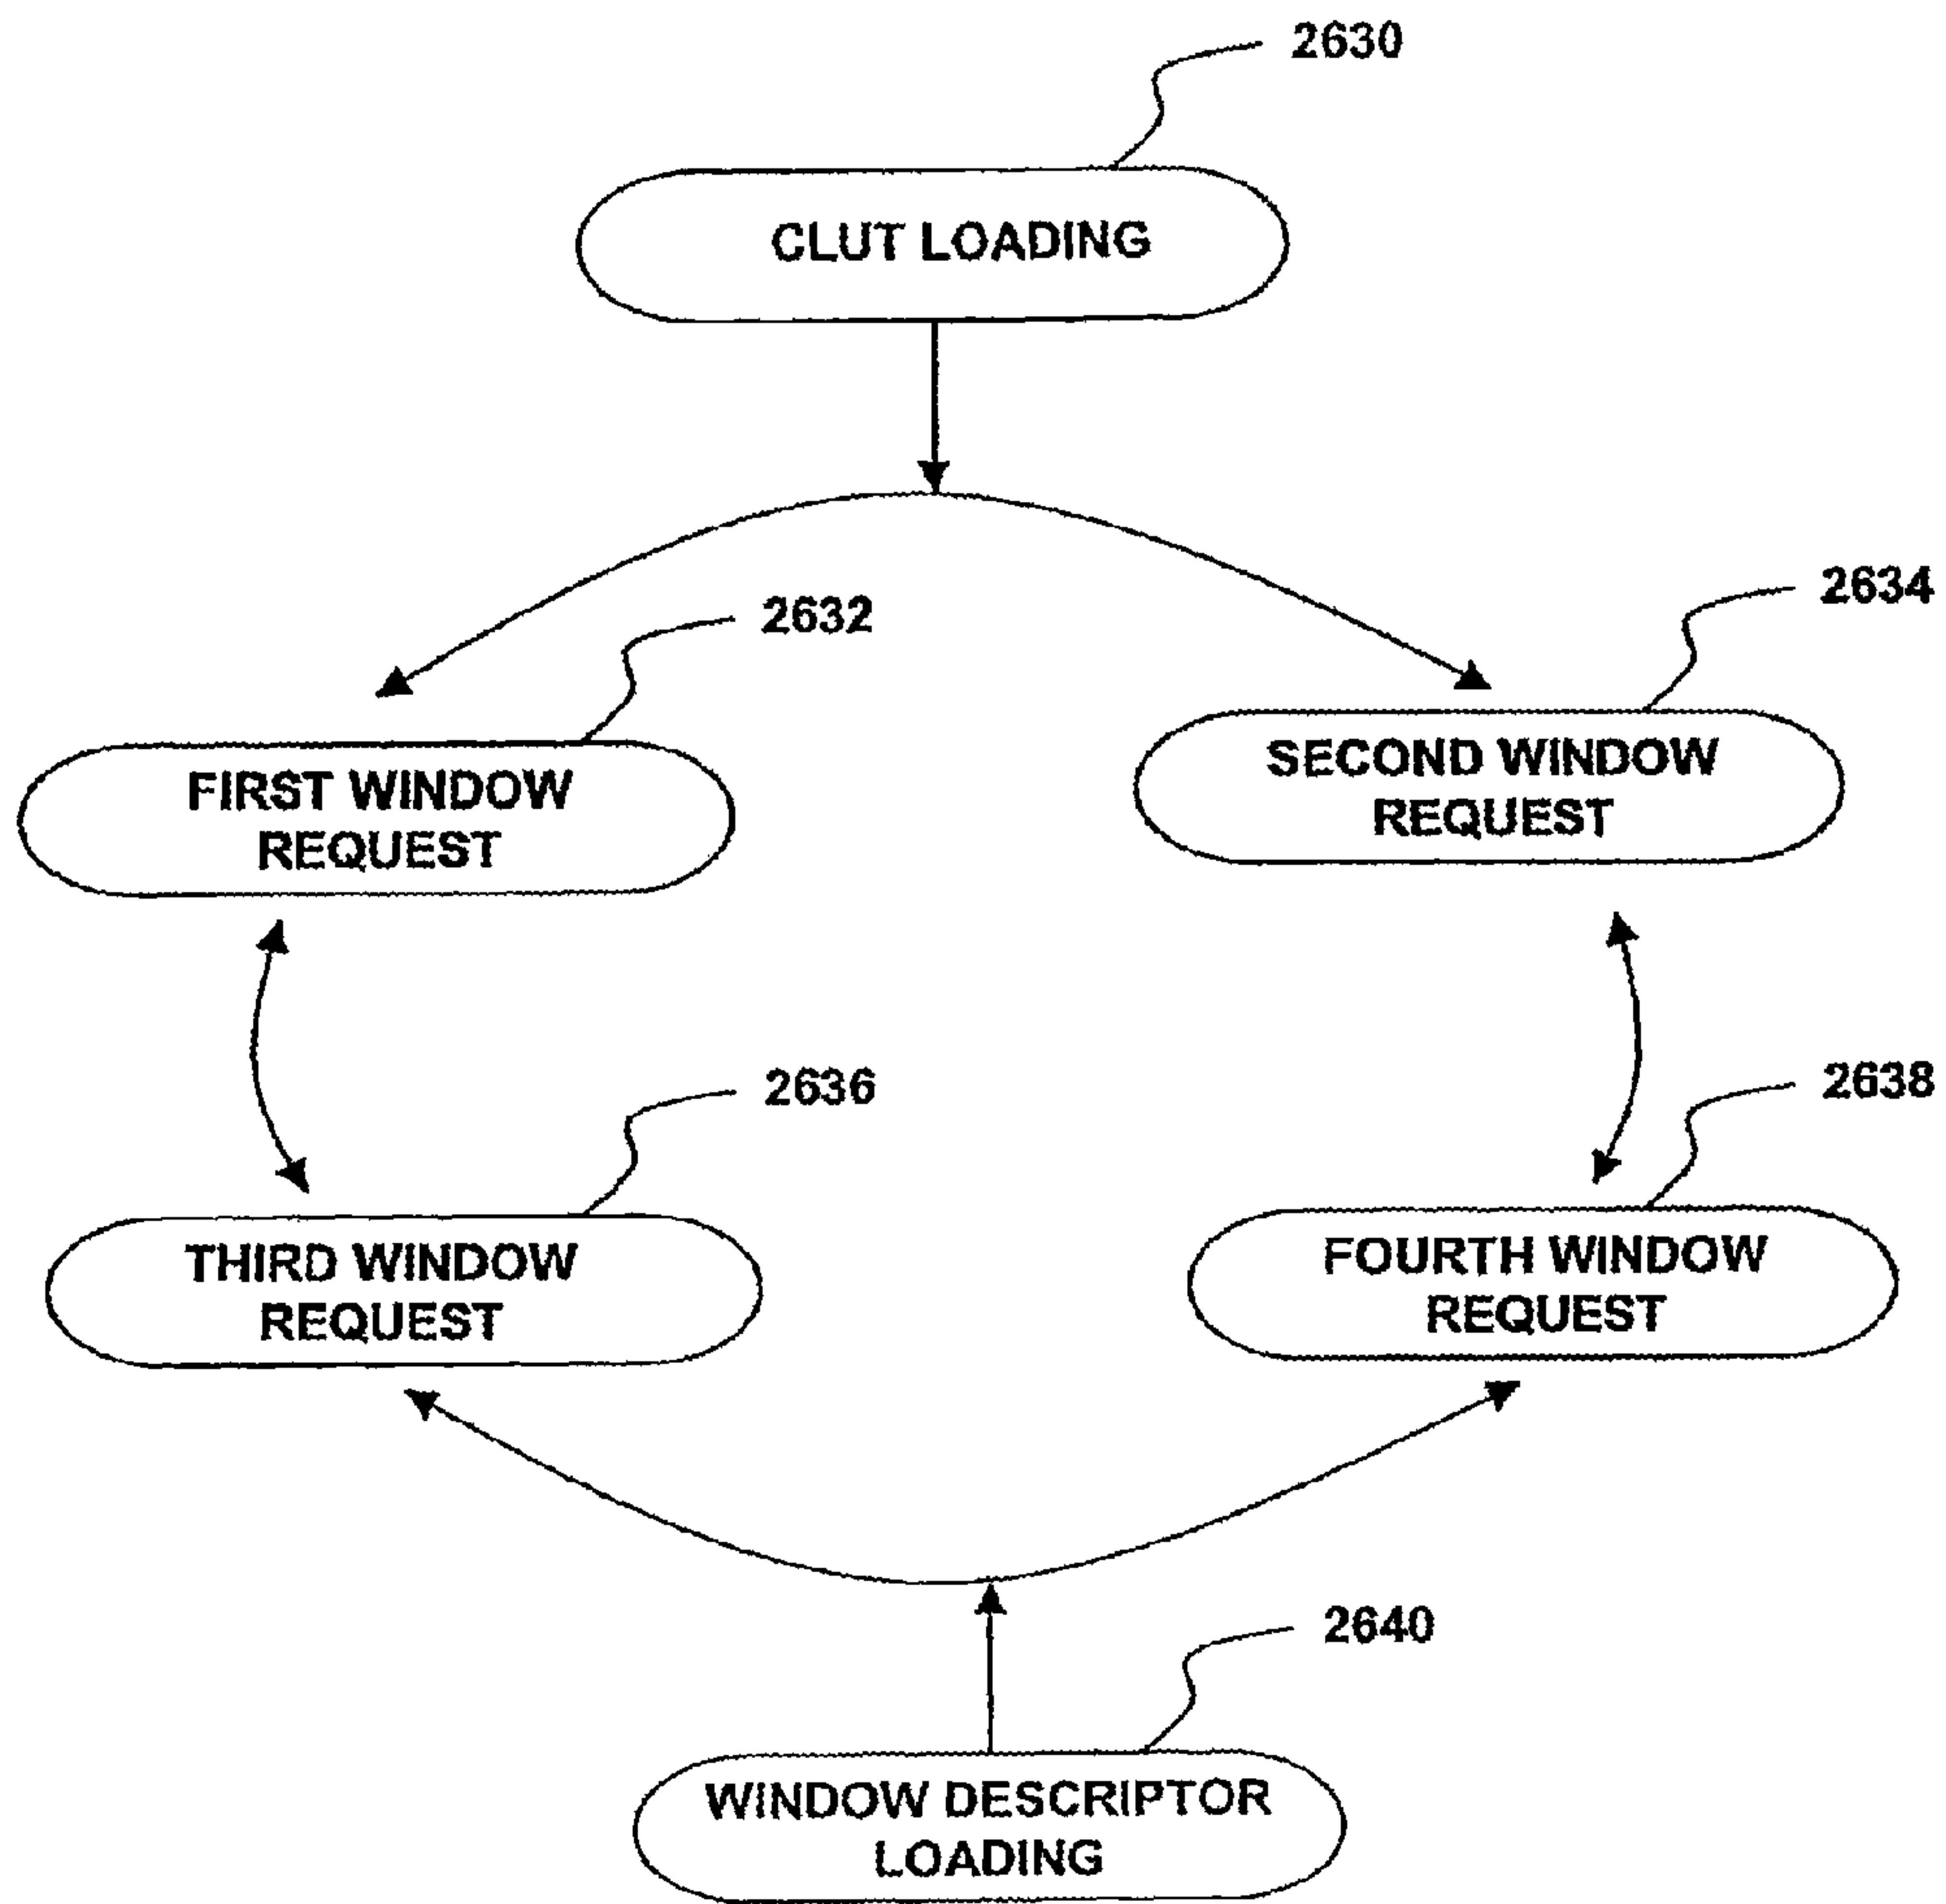 2630
CLUT LOADING
2632
2634
FIRST WINDOW
REQUEST
SECOND WINDOW
REQUEST
2636
2638
THIRD WINDOW
REQUEST
FOURTH WINDOW
REQUEST
2640
WINDOW DESCRIPTOR
LOADING